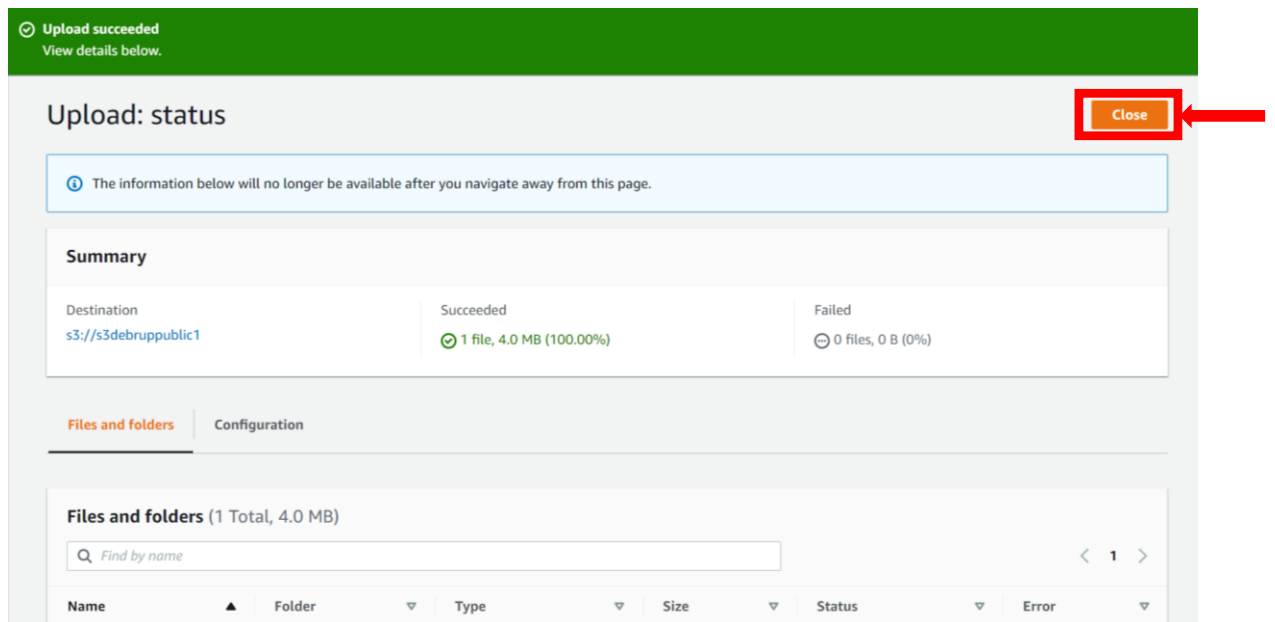 Upload succeeded
View details below.
Upload: status
Close
The information below will no longer be available after you navigate away from this page.
Summary
Destination
s3://s3debruppublic1
Succeeded
1 file, 4.0 MB (100.00%)
Failed
0 files, 0 B (0%)
Files and folders
Configuration
Files and folders (1 Total, 4.0 MB)
Find by name
1
Name Folder Type Size Status Error